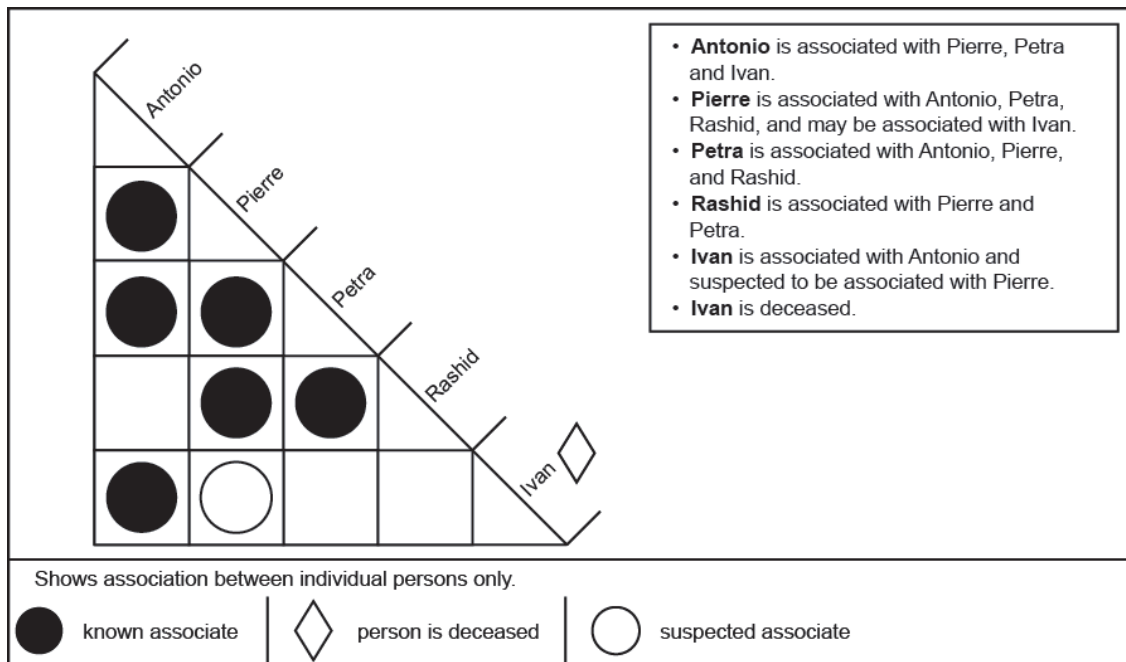 Antonio
Pierre
Petra
Rashid
Ivan
• Antonio is associated with Pierre, Petra
and Ivan.
• Pierre is associated with Antonio, Petra,
Rashid, and may be associated with Ivan.
• Petra is associated with Antonio, Pierre,
and Rashid.
• Rashid is associated with Pierre and
Petra.
• Ivan is associated with Antonio and
suspected to be associated with Pierre.
• Ivan is deceased.
Shows association between individual persons only.
known associate
person is deceased
suspected associate